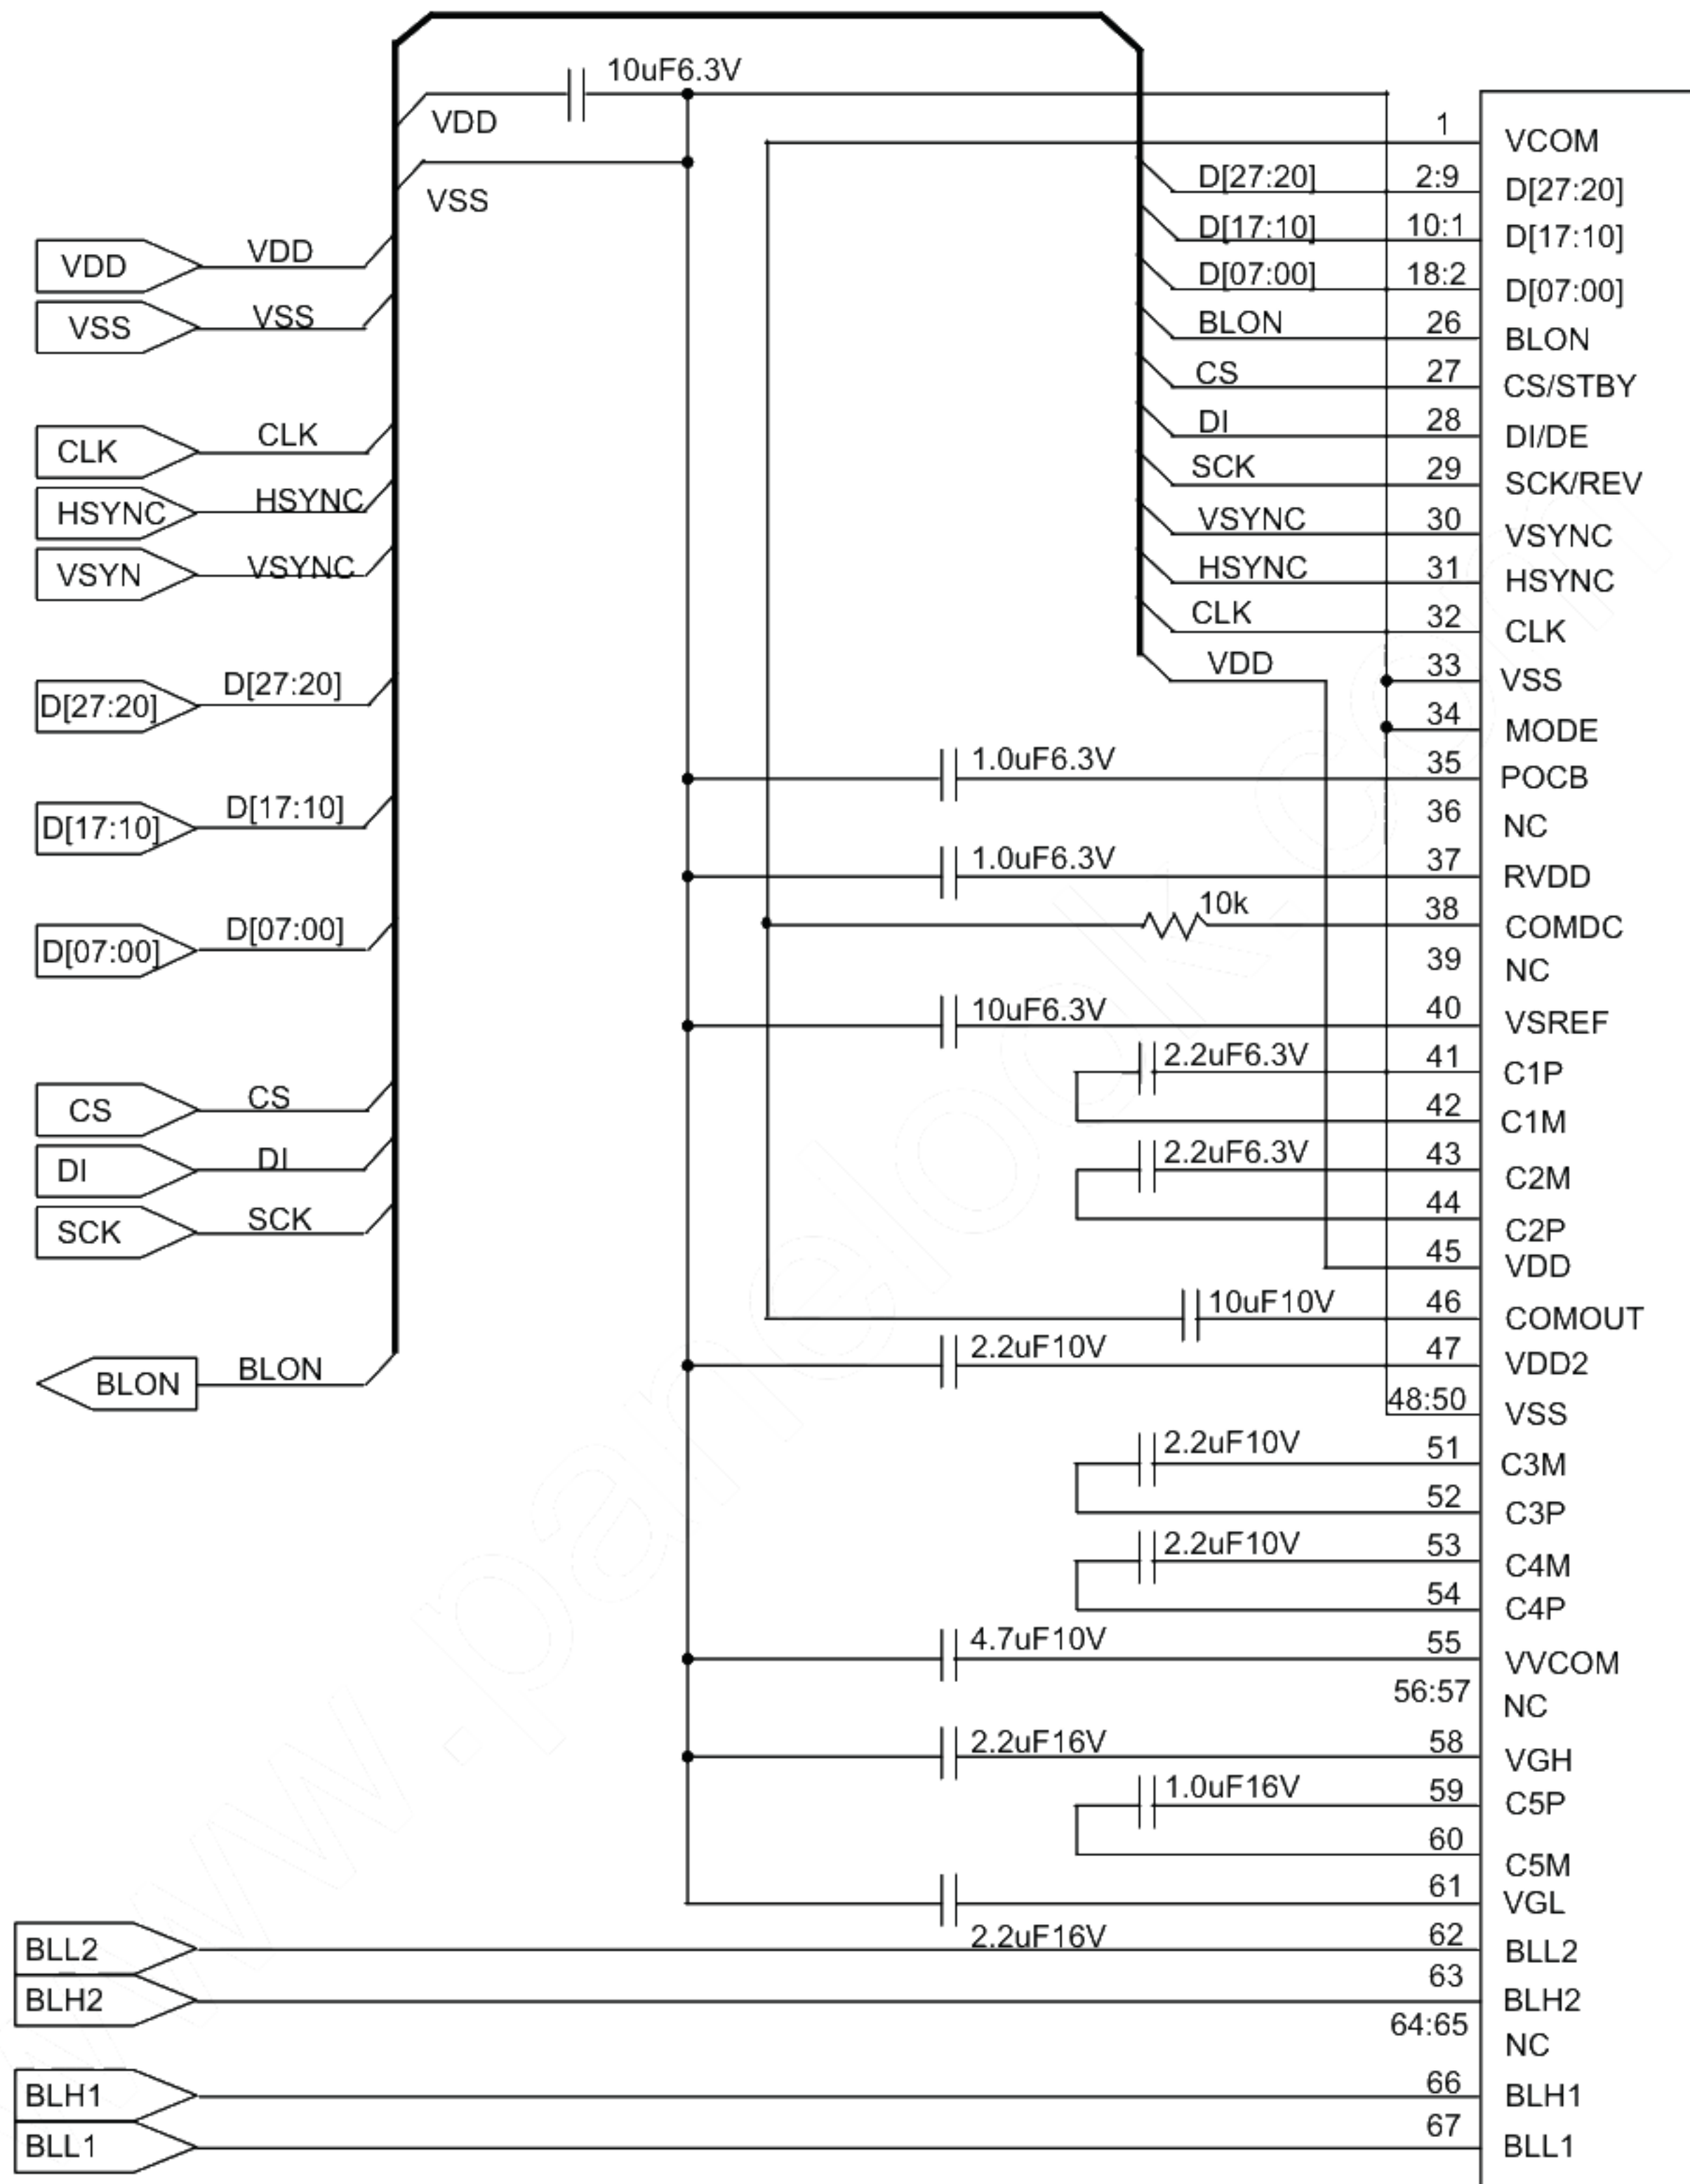 10uF6.3V
VDD
VSS
VDD VDD
VSS VSS
CLK CLK
HSYNC HSYNC
VSYN VSYNC
D[27:20] D[27:20]
D[17:10] D[17:10]
D[07:00] D[07:00]
CS CS
DI DI
SCK SCK
BLON BLON
1 VCOM
D[27:20] 2:9 D[27:20]
D[17:10] 10:1 D[17:10]
D[07:00] 18:2 D[07:00]
BLON 26 BLON
CS 27 CS/STBY
DI 28 DI/DE
SCK 29 SCK/REV
VSYNC 30 VSYNC
HSYNC 31 HSYNC
CLK 32 CLK
VDD 33 VSS
34 MODE
1.0uF6.3V 35 POCB
36 NC
1.0uF6.3V 37 RVDD
10k 38 COMDC
39 NC
10uF6.3V 40 VSREF
2.2uF6.3V 41 C1P
42 C1M
2.2uF6.3V 43 C2M
44 C2P
45 VDD
10uF10V 46 COMOUT
2.2uF10V 47 VDD2
48:50 VSS
2.2uF10V 51 C3M
52 C3P
2.2uF10V 53 C4M
54 C4P
4.7uF10V 55 VVCOM
56:57 NC
2.2uF16V 58 VGH
1.0uF16V 59 C5P
60 C5M
61 VGL
2.2uF16V
BLL2 62 BLL2
BLH2 63 BLH2
64:65 NC
BLH1 66 BLH1
BLL1 67 BLL1
www.panelook.com